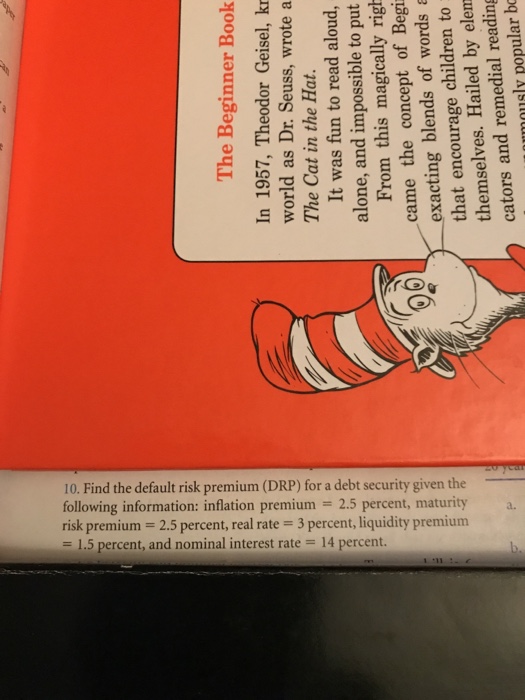 The Beginner Book
In 1957, Theodor Geisel,
world as Dr. Seuss, wrote a
The Cat in the Hat.
It was fun to read aloud,
alone, and impossible to put
From this magically
came the concept of
exacting blends of words
that encourage children to
themselves. Hailed by
cators and remedial reading
popular
10. Find the default risk premium (DRP) for a debt security given the
following information: inflation premium = 2.5 percent, maturity
risk premium = 2.5 percent, real rate = 3 percent, liquidity premium
= 1.5 percent, and nominal interest rate = 14 percent.
a.
b.